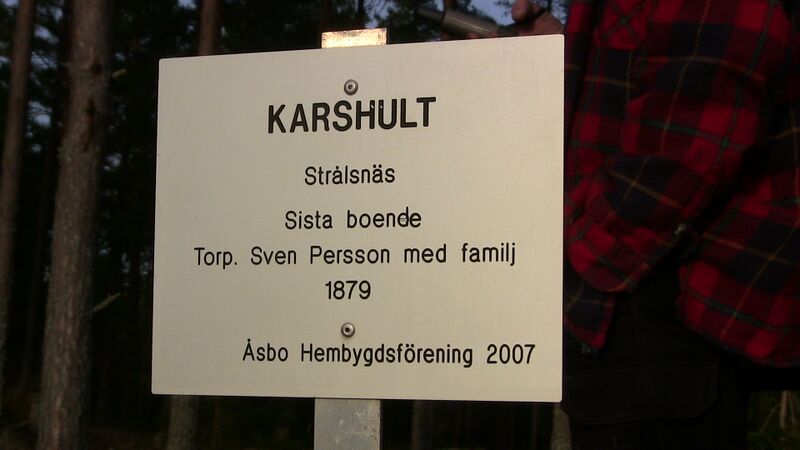 KARSHULT
Strålsnäs
Sista boende
Torp. Sven Persson med familj
1879
Åsbo Hembygdsförening 2007